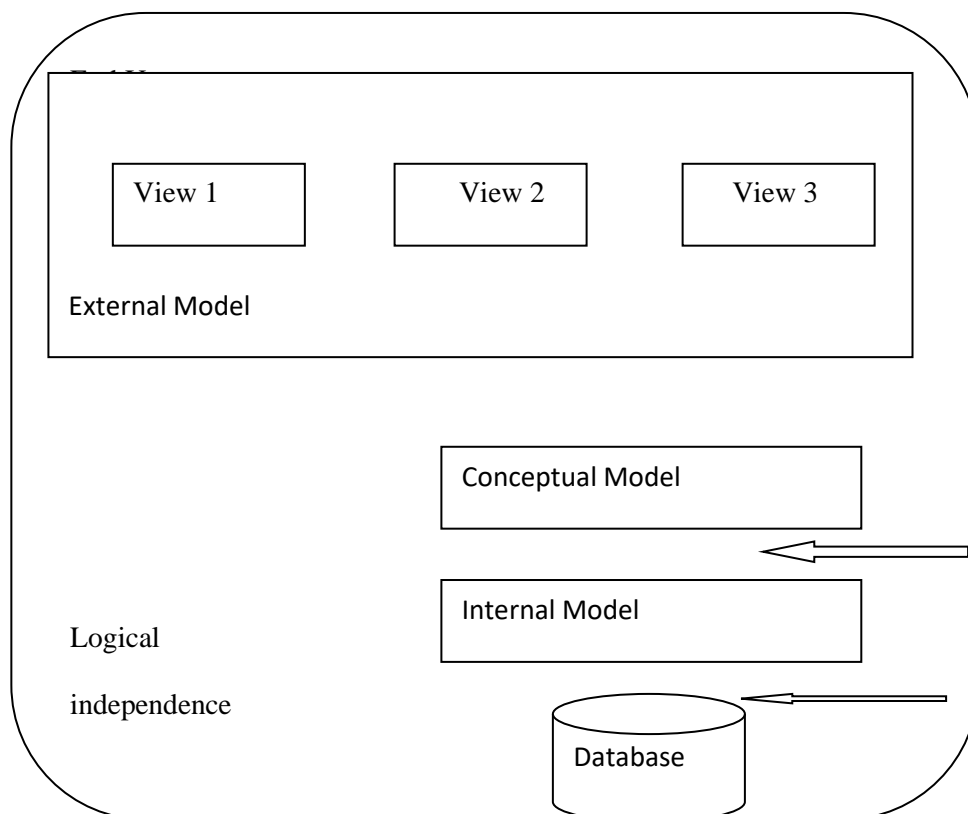 View 1
View 2
View 3
External Model
Conceptual Model
Internal Model
Logical
independence
Database